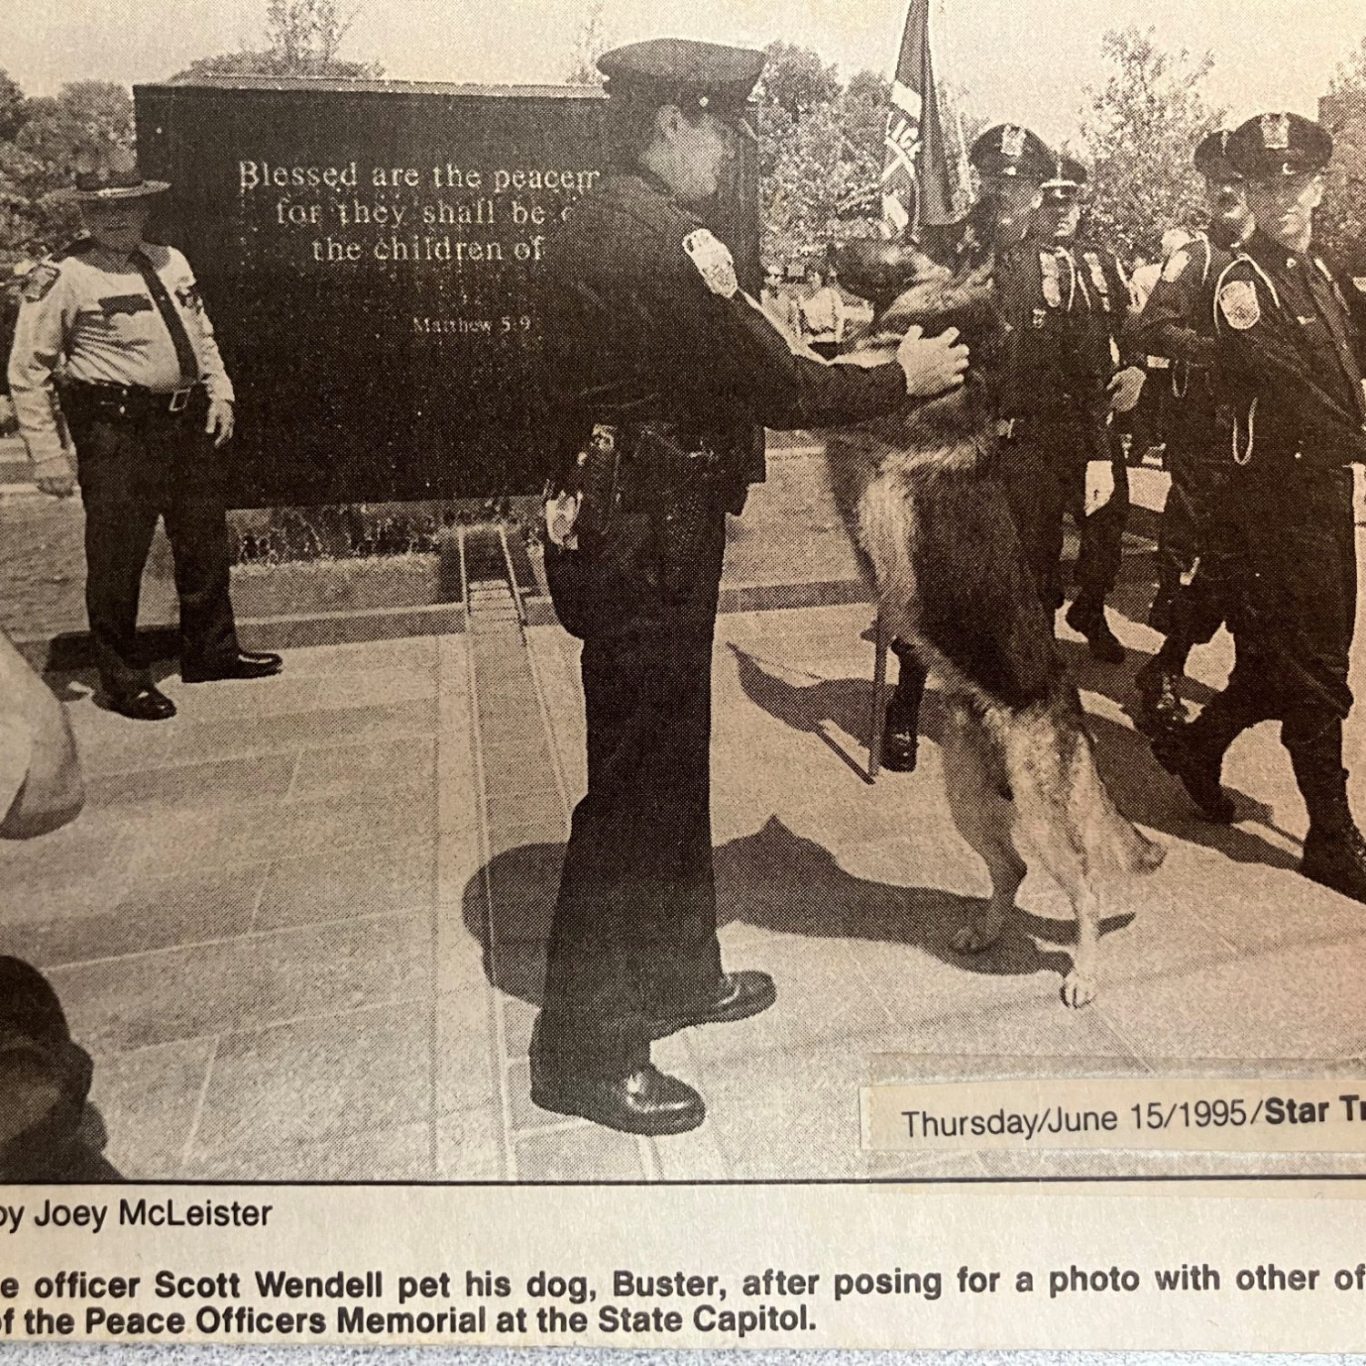 Blessed are the peacem
for they shall be c
the children of
Matthew 5:9
Thursday/June 15/1995/Star Tr
by Joey McLeister
e officer Scott Wendell pet his dog, Buster, after posing for a photo with other of
of the Peace Officers Memorial at the State Capitol.